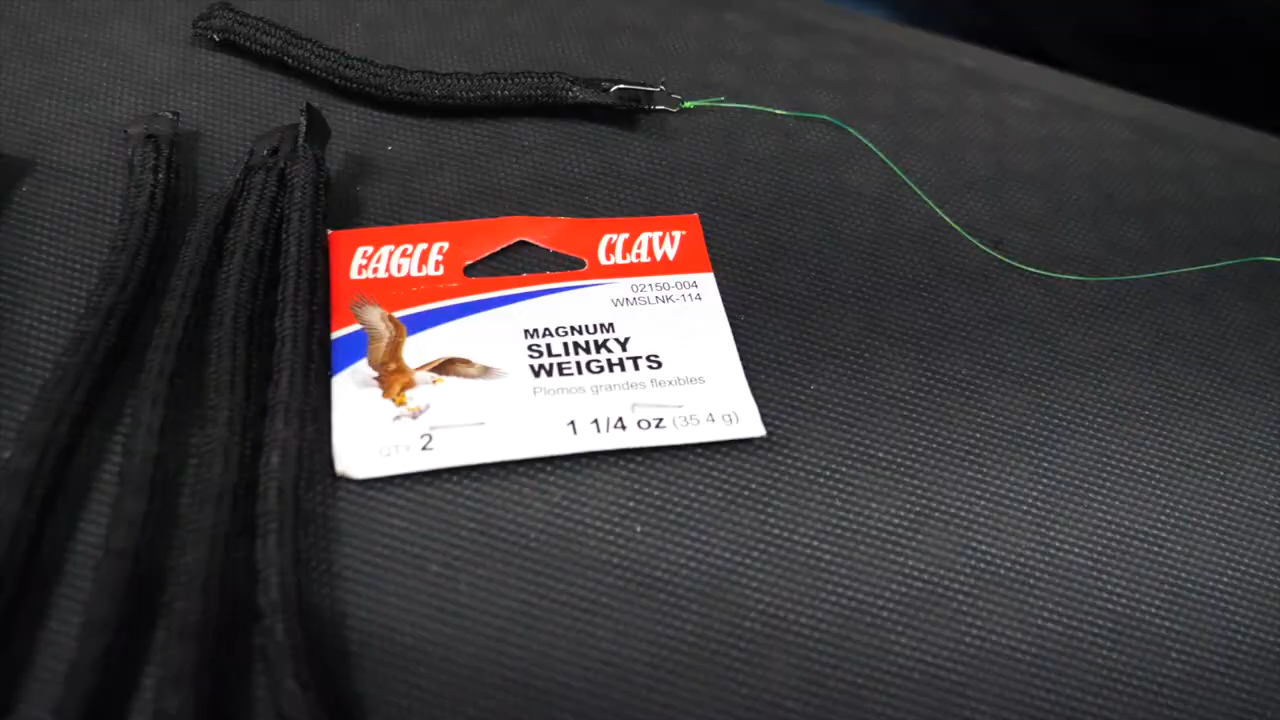 EAGLE CLAW
02150-004
WMSLNK-114
MAGNUM
SLINKY
WEIGHTS
Plomos grandes flexibles
QTY. 2
1 1/4 oz (35.4 g)